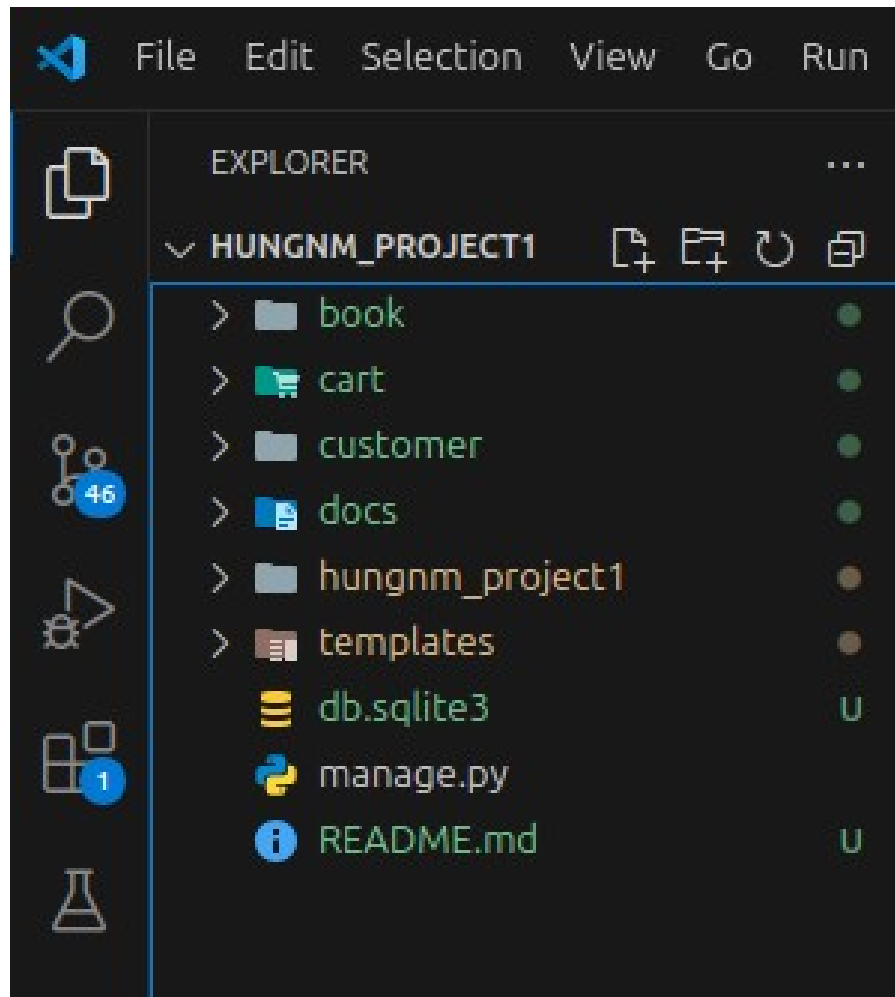 File Edit Selection View Go Run
EXPLORER
HUNGNM_PROJECT1
book
cart
customer
46
docs
hungnm_project1
templates
db.sqlite3 U
manage.py
1
README.md U